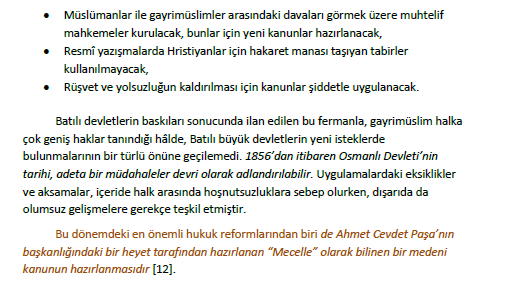 • Müslümanlar ile gayrimüslimler arasındaki davaları görmek üzere muhtelif
mahkemeler kurulacak, bunlar için yeni kanunlar hazırlanacak,
• Resmî yazışmalarda Hristiyanlar için hakaret manası taşıyan tabirler
kullanılmayacak,
• Rüşvet ve yolsuzluğun kaldırılması için kanunlar şiddetle uygulanacak.
Batılı devletlerin baskıları sonucunda ilan edilen bu fermanla, gayrimüslim halka
çok geniş haklar tanındığı hâlde, Batılı büyük devletlerin yeni isteklerde
bulunmalarının bir türlü önüne geçilemedi. 1856’dan itibaren Osmanlı Devleti’nin
tarihi, adeta bir müdahaleler devri olarak adlandırılabilir. Uygulamalardaki eksiklikler
ve aksamalar, içeride halk arasında hoşnutsuzluklara sebep olurken, dışarıda da
olumsuz gelişmelere gerekçe teşkil etmiştir.
Bu dönemdeki en önemli hukuk reformlarından biri de Ahmet Cevdet Paşa’nın
başkanlığındaki bir heyet tarafından hazırlanan “Mecelle” olarak bilinen bir medeni
kanunun hazırlanmasıdır [12].